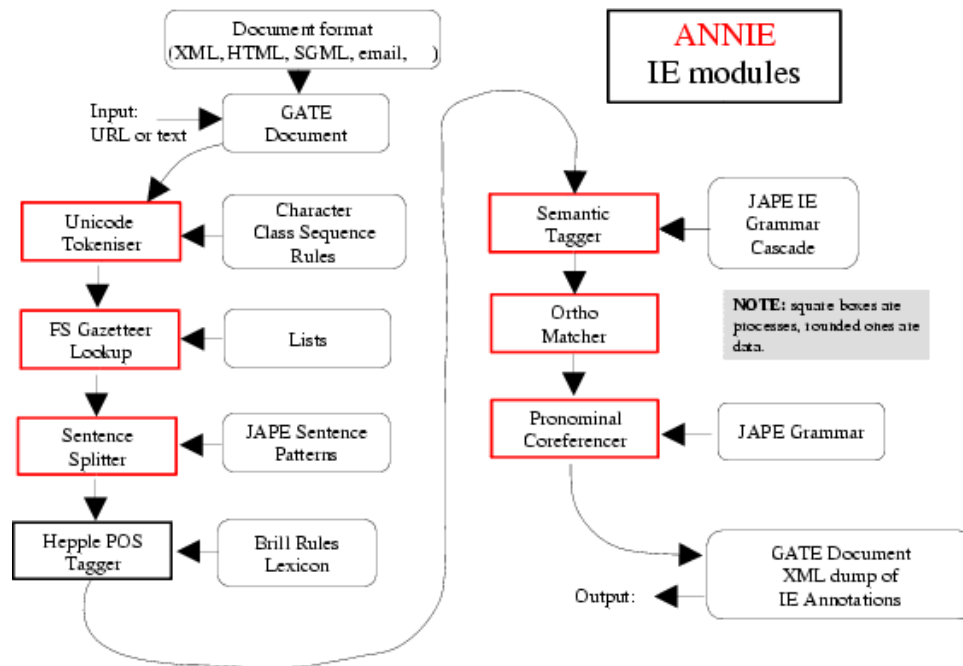 Document format
(XML, HTML, SGML, email, )
ANNIE
IE modules
Input:
URL or text
GATE
Document
Unicode
Tokeniser
Character
Class Sequence
Rules
FS Gazetteer
Lookup
Lists
Sentence
Splitter
JAPE Sentence
Patterns
Hepple POS
Tagger
Brill Rules
Lexicon
Semantic
Tagger
JAPE IE
Grammar
Cascade
NOTE: square boxes are
processes, rounded ones are
data.
Ortho
Matcher
Pronominal
Coreferencer
JAPE Grammar
GATE Document
XML dump of
IE Annotations
Output: